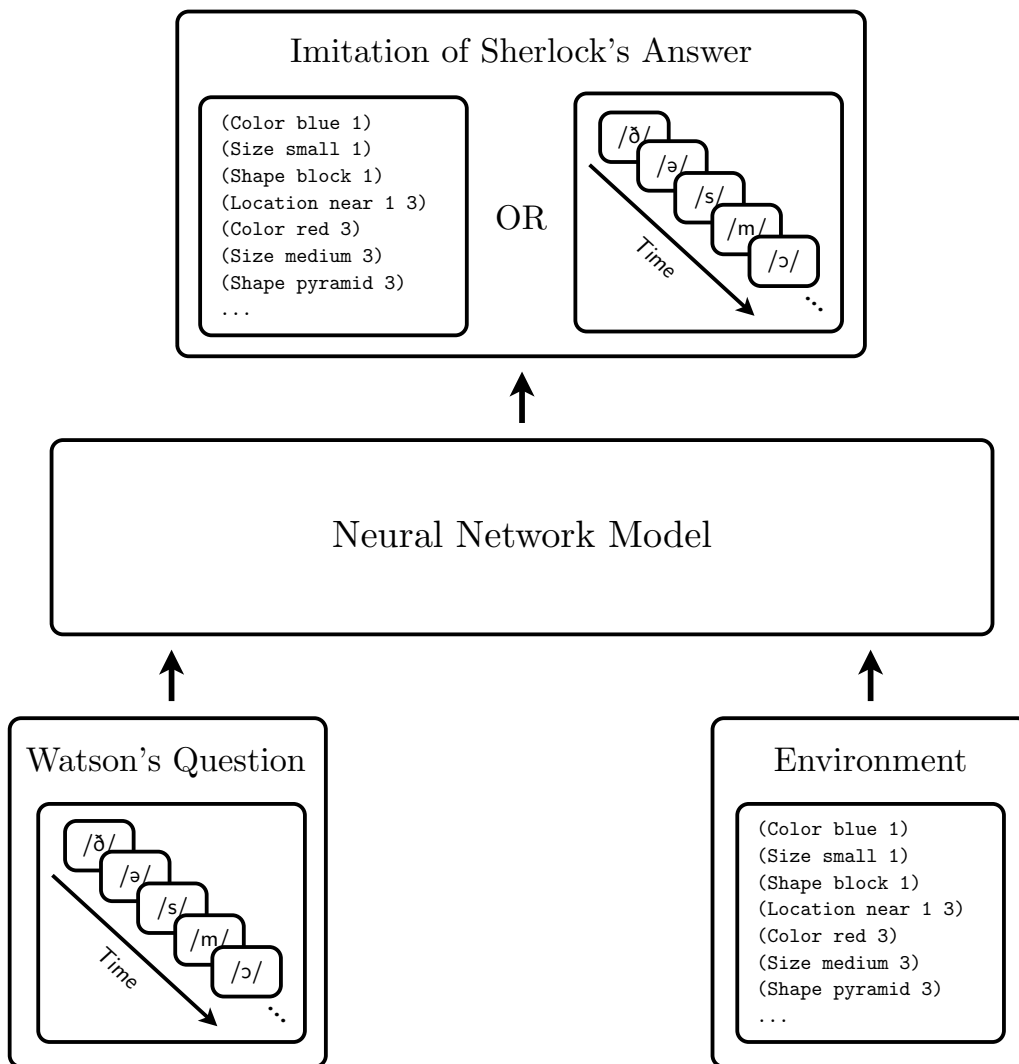 Imitation of Sherlock's Answer
(Color blue 1)
(Size small 1)
(Shape block 1)
(Location near 1 3)
(Color red 3)
(Size medium 3)
(Shape pyramid 3)
...
OR
/ð/
/ə/
/s/
/m/
/ɔ/
...
Time
Neural Network Model
Watson's Question
/ð/
/ə/
/s/
/m/
/ɔ/
...
Time
Environment
(Color blue 1)
(Size small 1)
(Shape block 1)
(Location near 1 3)
(Color red 3)
(Size medium 3)
(Shape pyramid 3)
...